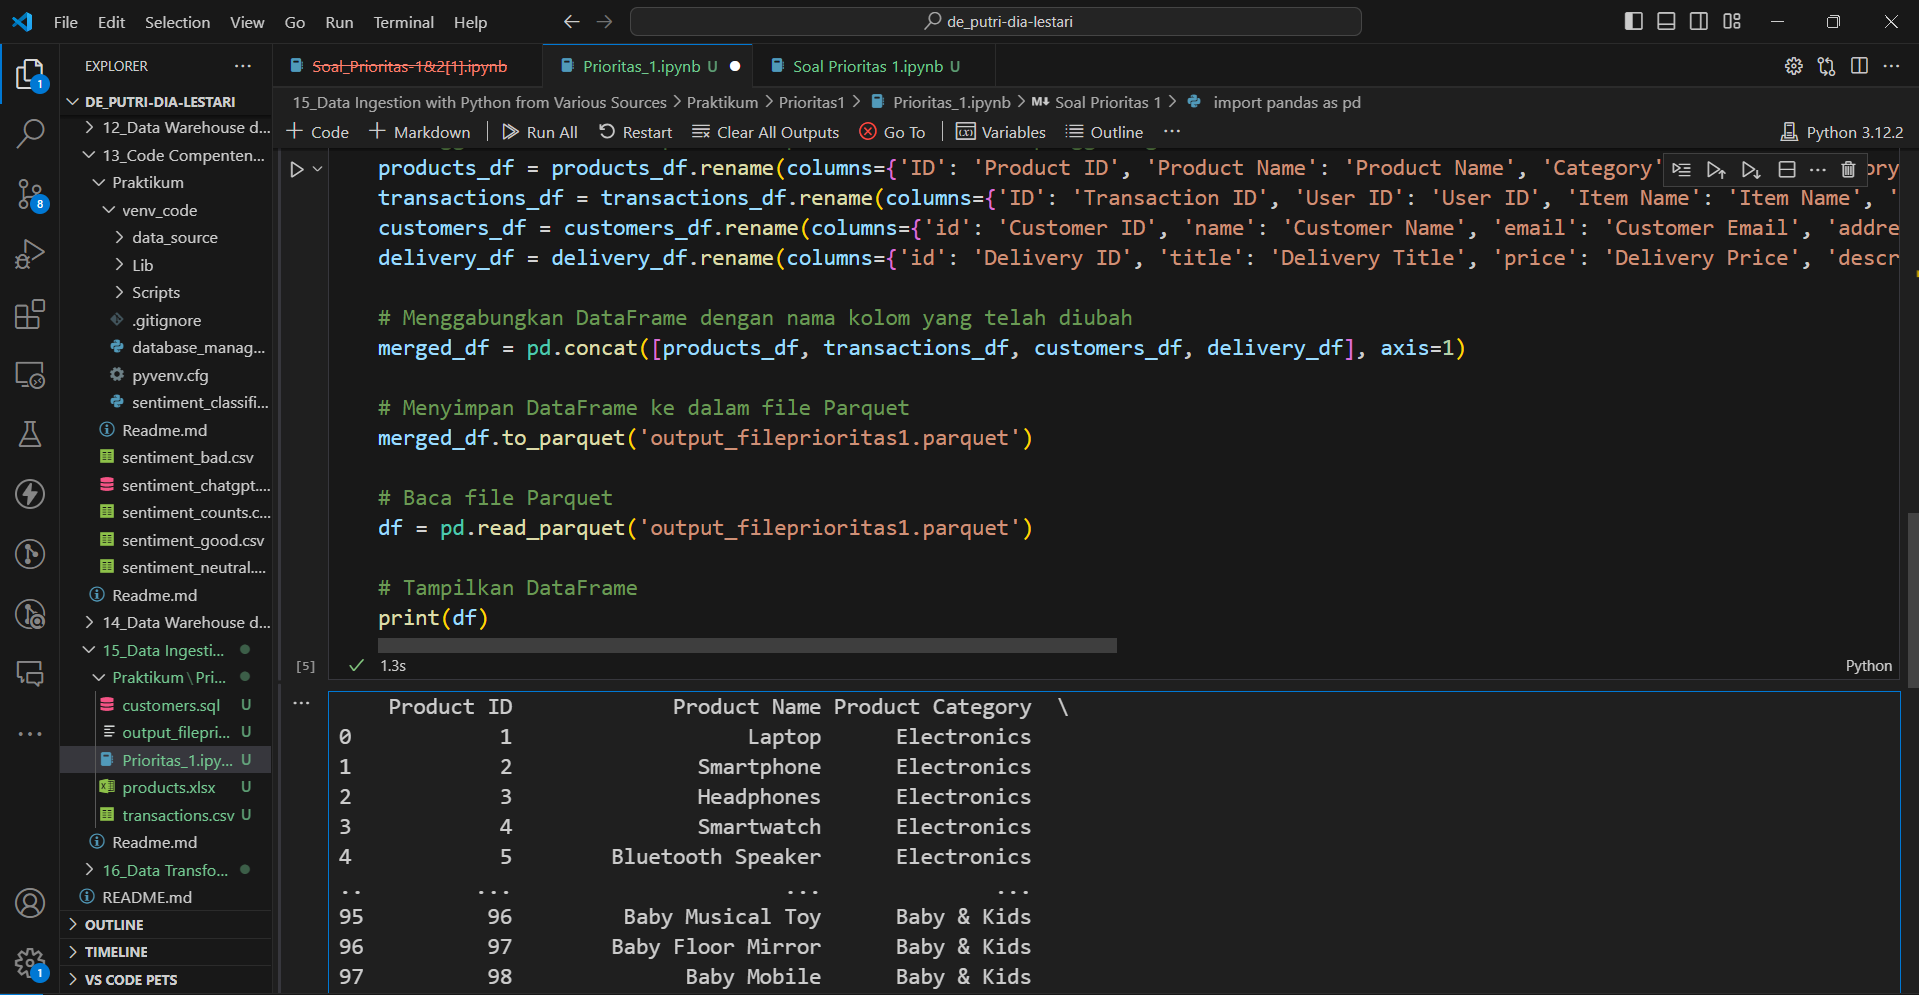 File Edit Selection View Go Run Terminal Help
de_putri-dia-lestari
EXPLORER
Soal_Prioritas-1&2[1].ipynb
Prioritas_1.ipynb U
Soal Prioritas 1.ipynb U
DE_PUTRI-DIA-LESTARI
15_Data Ingestion with Python from Various Sources > Praktikum > Prioritas1 > Prioritas_1.ipynb > M↓ Soal Prioritas 1 > import pandas as pd
+ Code + Markdown Run All Restart Clear All Outputs Go To Variables Outline ... Python 3.12.2
1
8
12_Data Warehouse d...
13_Code Compenten...
Praktikum
venv_code
data_source
Lib
Scripts
.gitignore
database_manag...
pyvenv.cfg
sentiment_classifi...
Readme.md
sentiment_bad.csv
sentiment_chatgpt....
sentiment_counts.c...
sentiment_good.csv
sentiment_neutral....
Readme.md
14_Data Warehouse d...
15_Data Ingesti...
Praktikum \ Pri...
customers.sql U
output_filepri... U
Prioritas_1.ipy... U
products.xlsx U
transactions.csv U
Readme.md
16_Data Transfo...
README.md
OUTLINE
TIMELINE
VS CODE PETS
1
products_df = products_df.rename(columns={'ID': 'Product ID', 'Product Name': 'Product Name', 'Category'
transactions_df = transactions_df.rename(columns={'ID': 'Transaction ID', 'User ID': 'User ID', 'Item Name': 'Item Name', '
customers_df = customers_df.rename(columns={'id': 'Customer ID', 'name': 'Customer Name', 'email': 'Customer Email', 'addre
delivery_df = delivery_df.rename(columns={'id': 'Delivery ID', 'title': 'Delivery Title', 'price': 'Delivery Price', 'descr
# Menggabungkan DataFrame dengan nama kolom yang telah diubah
merged_df = pd.concat([products_df, transactions_df, customers_df, delivery_df], axis=1)
# Menyimpan DataFrame ke dalam file Parquet
merged_df.to_parquet('output_fileprioritas1.parquet')
# Baca file Parquet
df = pd.read_parquet('output_fileprioritas1.parquet')
# Tampilkan DataFrame
print(df)
[5] 1.3s Python
Product ID Product Name Product Category \
0 1 Laptop Electronics
1 2 Smartphone Electronics
2 3 Headphones Electronics
3 4 Smartwatch Electronics
4 5 Bluetooth Speaker Electronics
.. ... ... ...
95 96 Baby Musical Toy Baby & Kids
96 97 Baby Floor Mirror Baby & Kids
97 98 Baby Mobile Baby & Kids